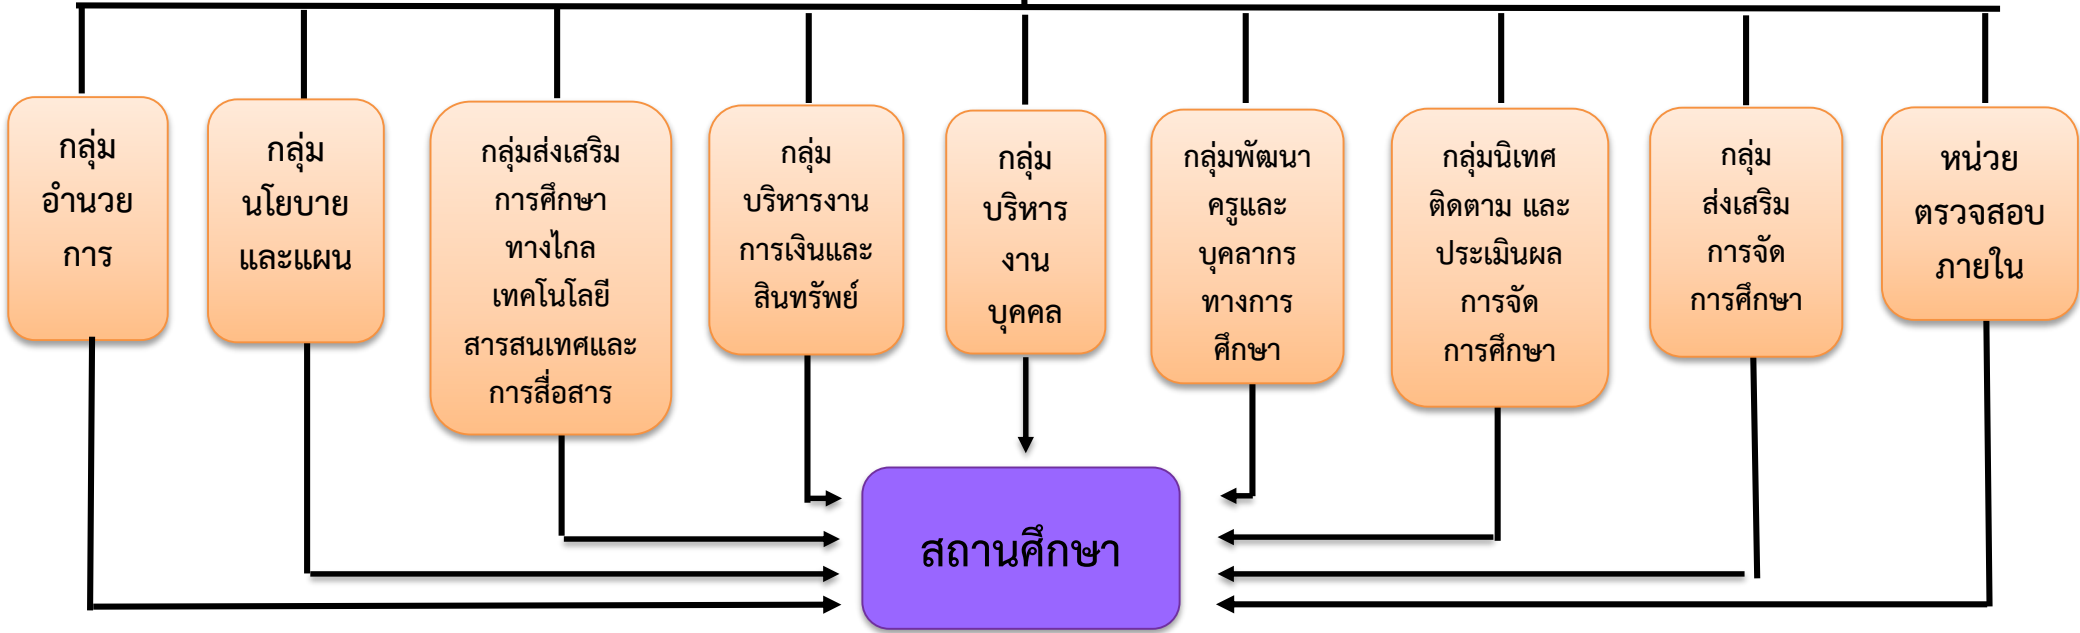 กลุ่ม
อำนวย
การ
กลุ่ม
นโยบาย
และแผน
กลุ่มส่งเสริม
การศึกษา
ทางไกล
เทคโนโลยี
สารสนเทศและ
การสื่อสาร
กลุ่ม
บริหารงาน
การเงินและ
สินทรัพย์
กลุ่ม
บริหาร
งาน
บุคคล
กลุ่มพัฒนา
ครูและ
บุคลากร
ทางการ
ศึกษา
กลุ่มนิเทศ
ติดตาม และ
ประเมินผล
การจัด
การศึกษา
กลุ่ม
ส่งเสริม
การจัด
การศึกษา
หน่วย
ตรวจสอบ
ภายใน
สถานศึกษา